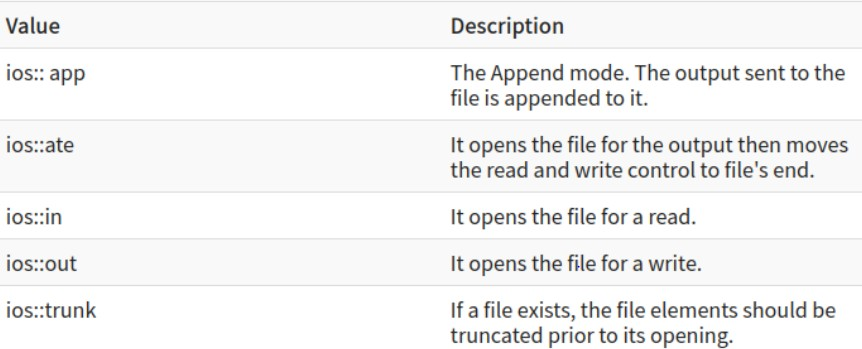 Value Description
ios:: app The Append mode. The output sent to the
file is appended to it.
ios::ate It opens the file for the output then moves
the read and write control to file's end.
ios::in It opens the file for a read.
ios::out It opens the file for a write.
ios::trunk If a file exists, the file elements should be
truncated prior to its opening.